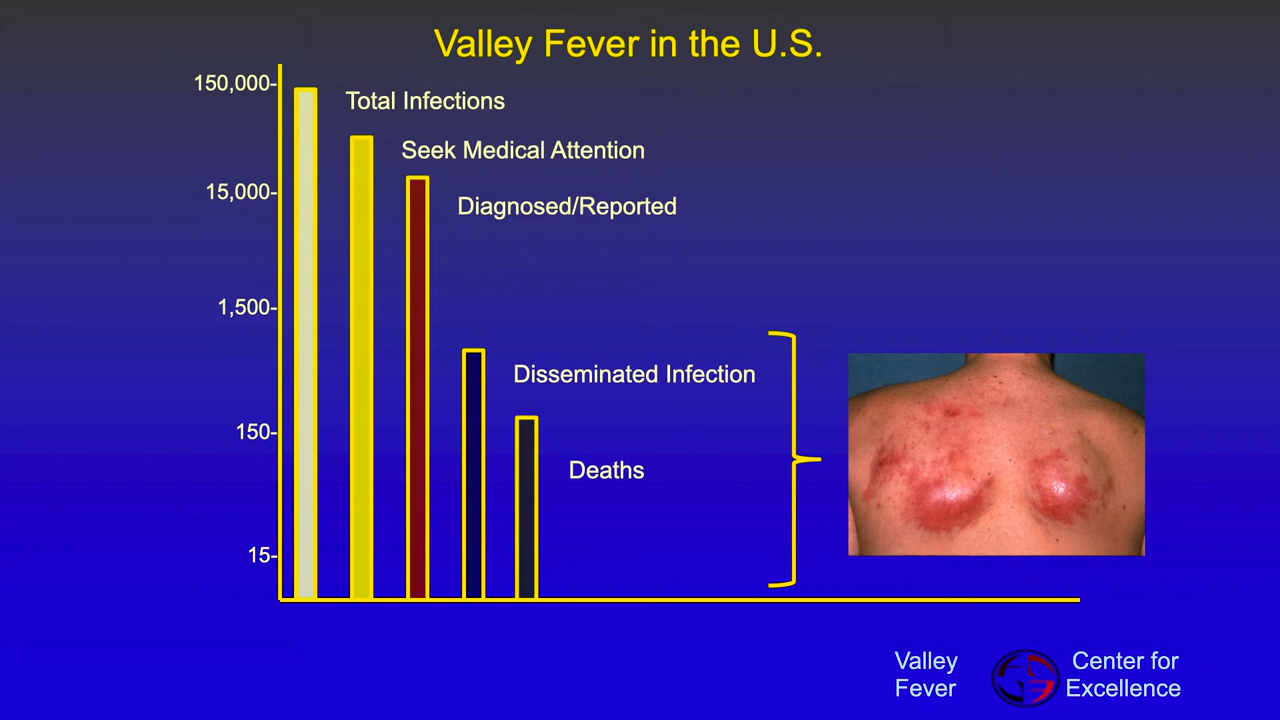 Valley Fever in the U.S.
150,000-
Total Infections
Seek Medical Attention
15,000-
Diagnosed/Reported
1,500-
Disseminated Infection
150-
Deaths
15-
Valley
Fever
Center for
Excellence